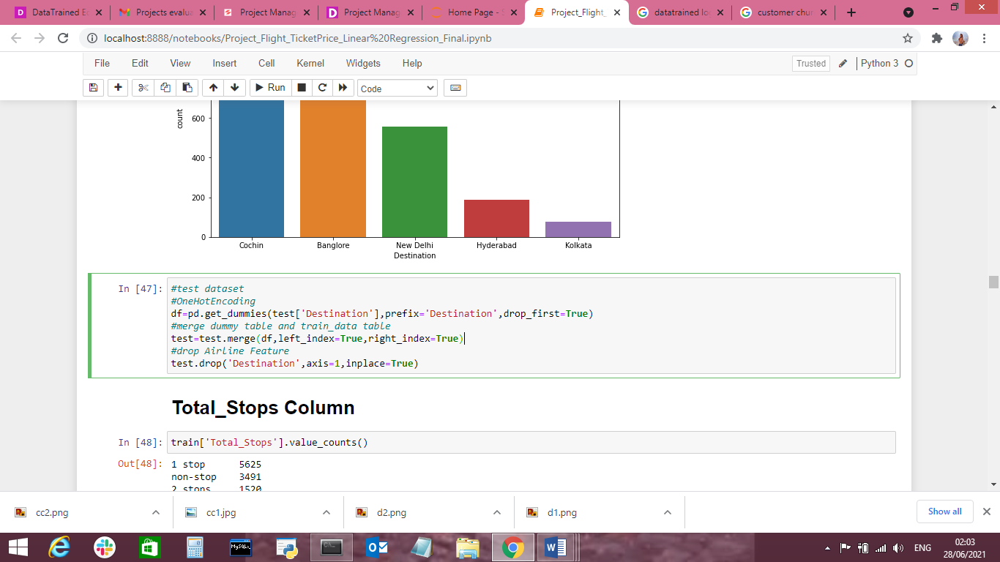 DataTrained E
Projects evalua
Project Manag
Project Manag
Home Page -
Project_Flight_
datatrained lo
customer chur
localhost:8888/notebooks/Project_Flight_TicketPrice_Linear%20Regression_Final.ipynb
File Edit View Insert Cell Kernel Widgets Help
Trusted
Python 3
Run
Code
count
600
400
200
0
Cochin Banglore New Delhi Hyderabad Kolkata
Destination
In [47]:
#test dataset
#OneHotEncoding
df=pd.get_dummies(test['Destination'],prefix='Destination',drop_first=True)
#merge dummy table and train_data table
test=test.merge(df,left_index=True,right_index=True)
#drop Airline Feature
test.drop('Destination',axis=1,inplace=True)
Total_Stops Column
In [48]: train['Total_Stops'].value_counts()
Out[48]: 1 stop 5625
non-stop 3491
2 stops 1520
cc2.png
cc1.jpg
d2.png
d1.png
Show all
MySQL
ENG
02:03
28/06/2021